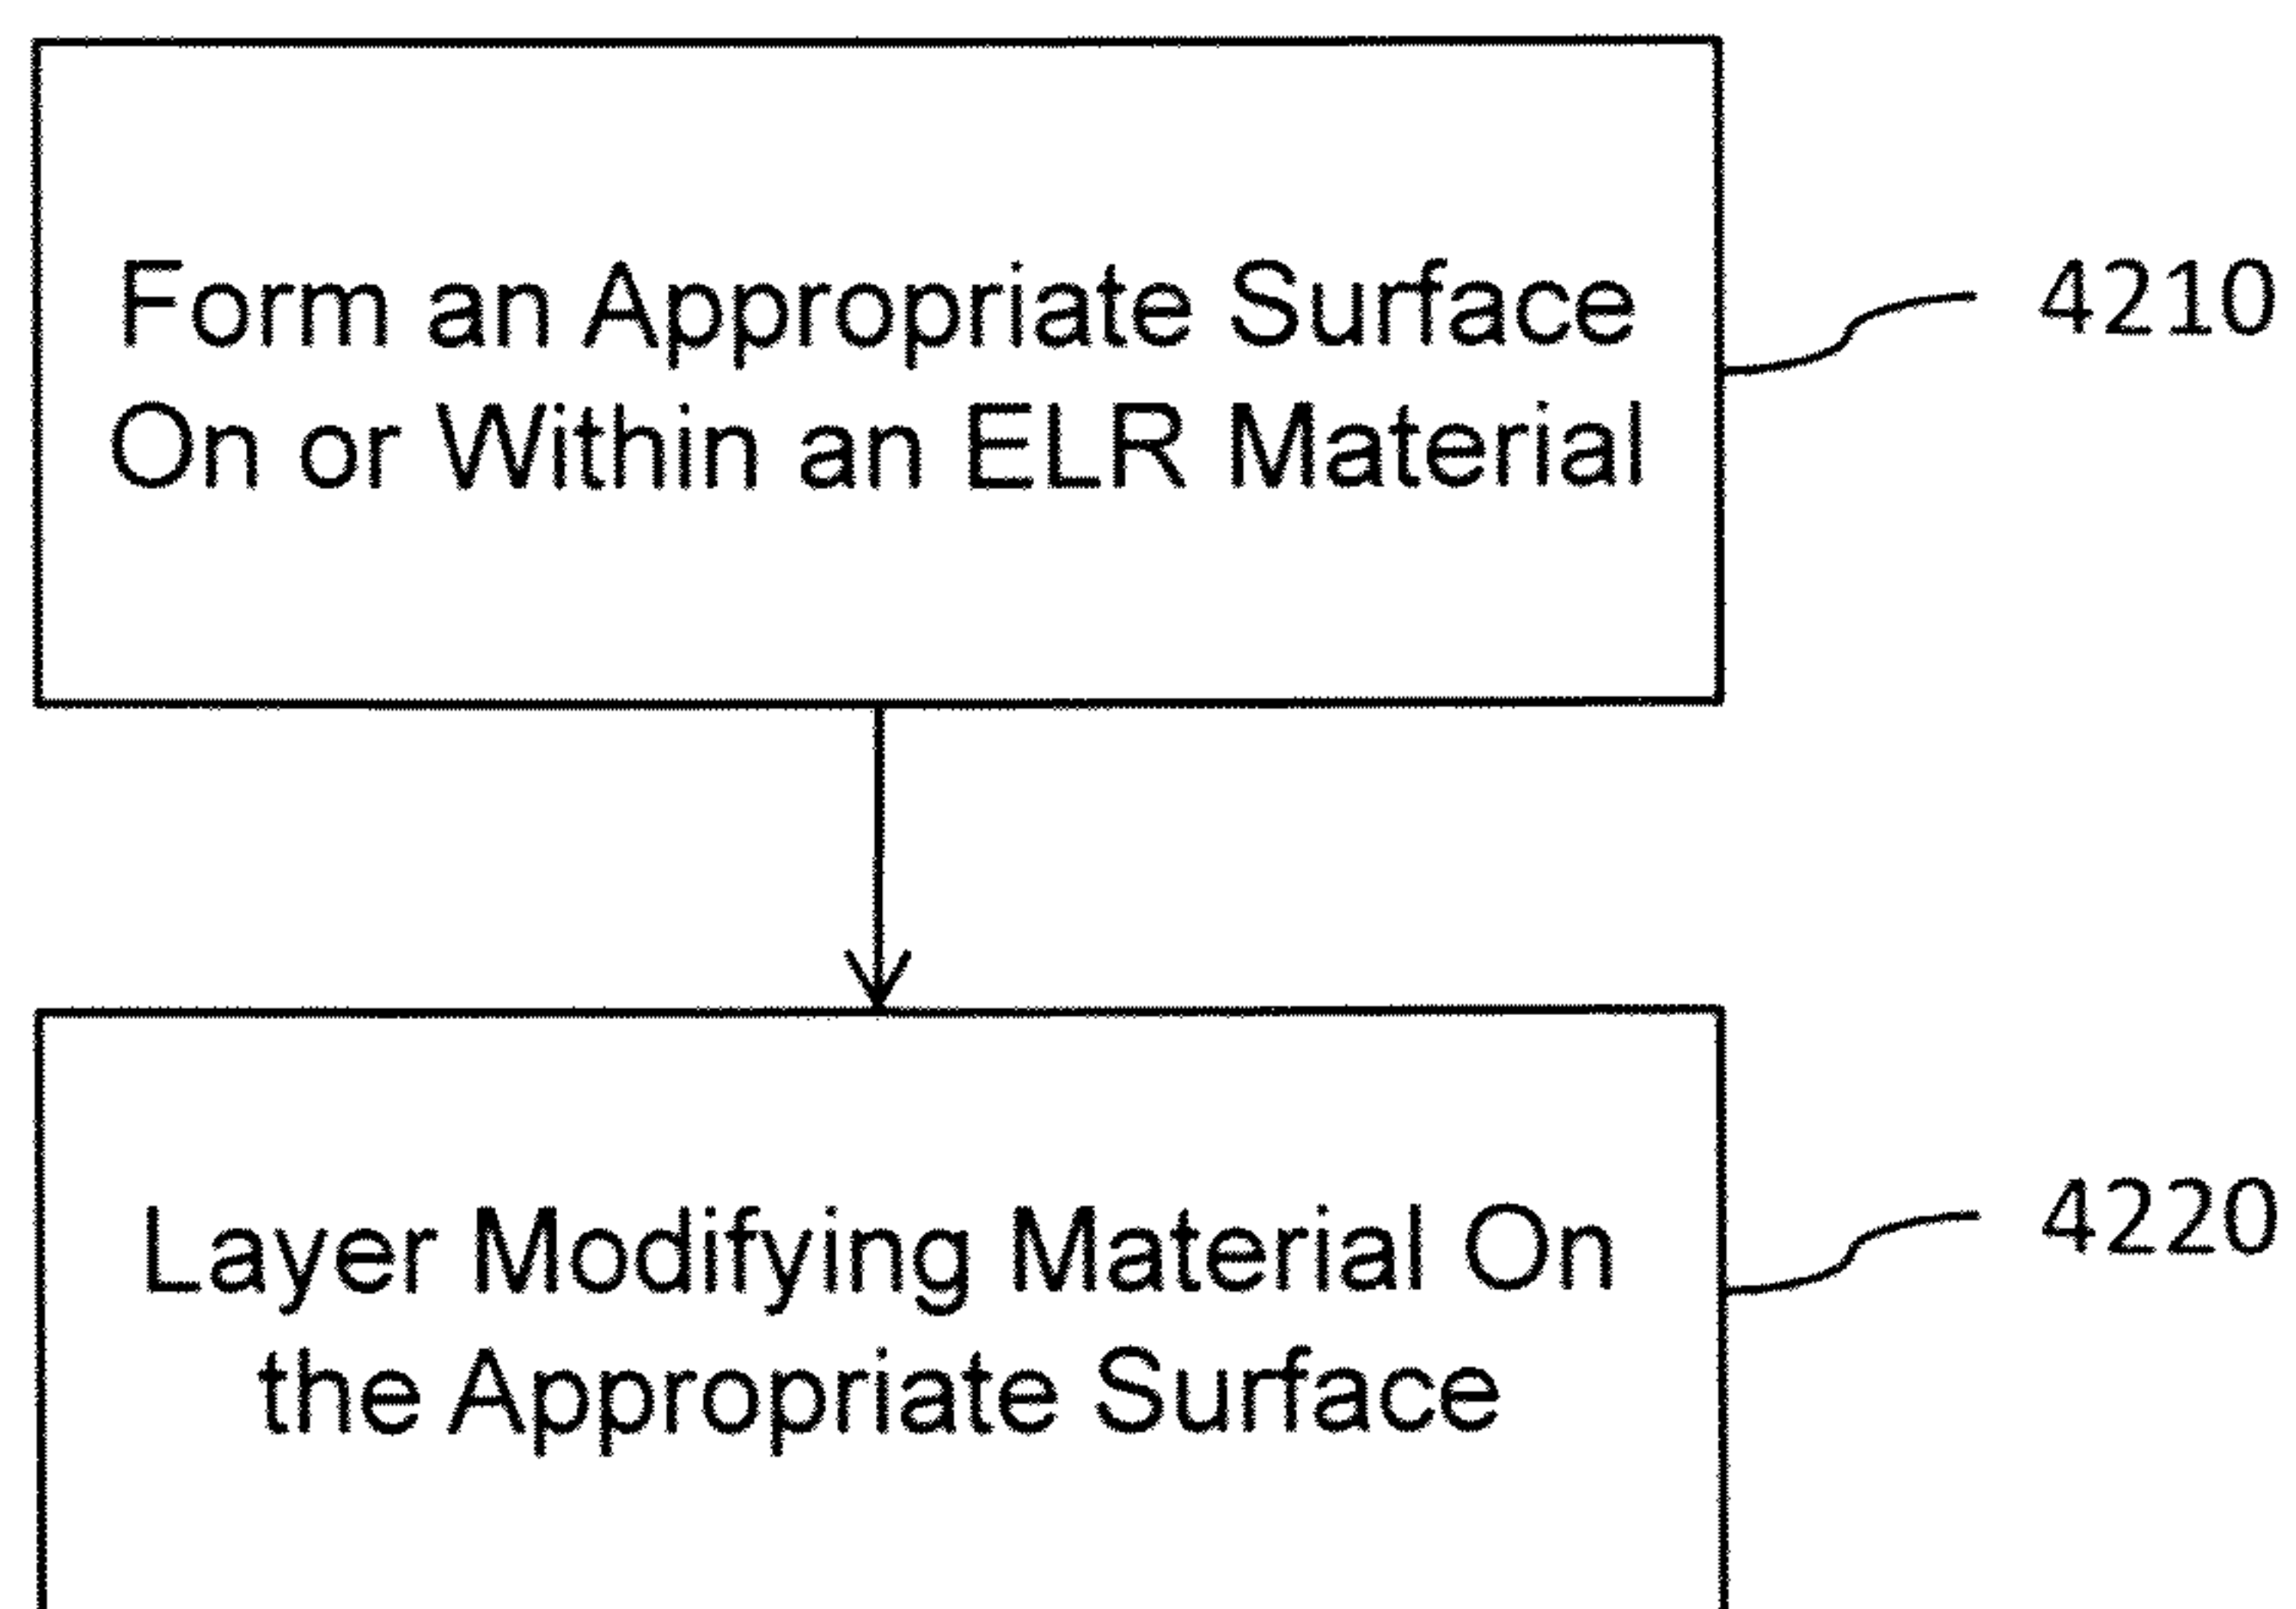 Form an Appropriate Surface
On or Within an ELR Material
4210
Layer Modifying Material On
the Appropriate Surface
4220